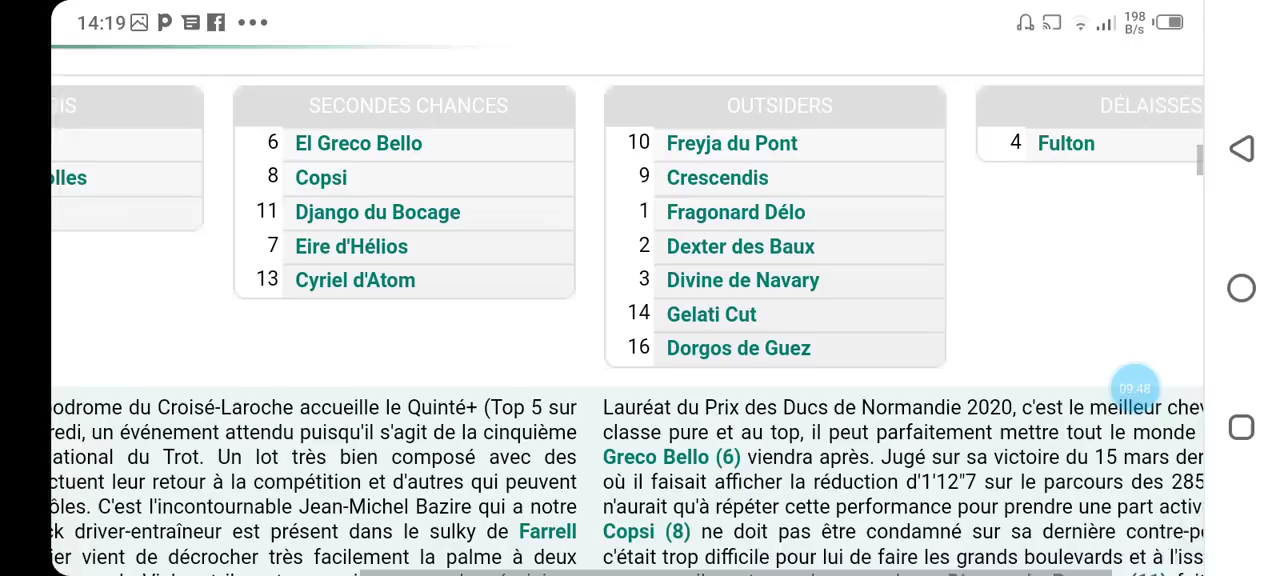 14:19
198 B/s
IS
SECONDES CHANCES
OUTSIDERS
DÉLAISSÉS
6 El Greco Bello
10 Freyja du Pont
4 Fulton
olles
8 Copsi
9 Crescendis
11 Django du Bocage
1 Fragonard Délo
7 Eire d'Hélios
2 Dexter des Baux
13 Cyriel d'Atom
3 Divine de Navary
14 Gelati Cut
16 Dorgos de Guez
09:48
odrome du Croisé-Laroche accueille le Quinté+ (Top 5 sur
redi, un événement attendu puisqu'il s'agit de la cinquième
ational du Trot. Un lot très bien composé avec des
ctuent leur retour à la compétition et d'autres qui peuvent
ôles. C'est l'incontournable Jean-Michel Bazire qui a notre
ck driver-entraîneur est présent dans le sulky de Farrell
ier vient de décrocher très facilement la palme à deux
Lauréat du Prix des Ducs de Normandie 2020, c'est le meilleur chev
classe pure et au top, il peut parfaitement mettre tout le monde
Greco Bello (6) viendra après. Jugé sur sa victoire du 15 mars der
où il faisait afficher la réduction d'1'12"7 sur le parcours des 285
n'aurait qu'à répéter cette performance pour prendre une part activ
Copsi (8) ne doit pas être condamné sur sa dernière contre-pe
c'était trop difficile pour lui de faire les grands boulevards et à l'iss